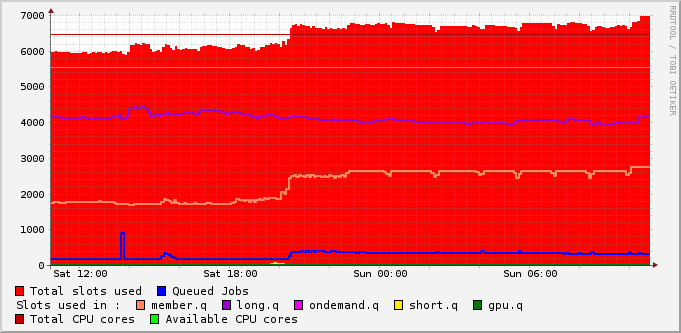 7000
6000
5000
4000
3000
2000
1000
0
Sat 12:00 Sat 18:00 Sun 00:00 Sun 06:00
Total slots used Queued Jobs
Slots used in : member.q long.q ondemand.q short.q gpu.q
Total CPU cores Available CPU cores
RRDTOOL / TOBI OETIKER